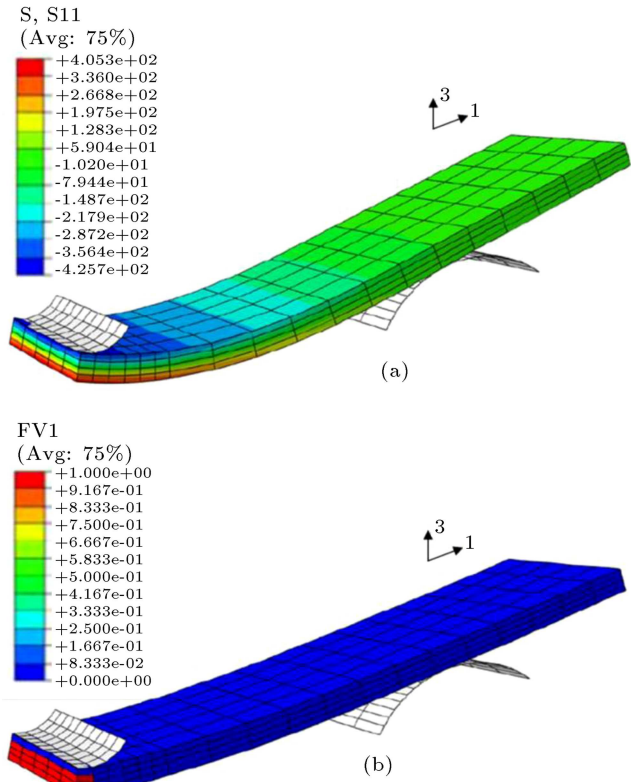 S, S11
(Avg: 75%)
+4.053e+02
+3.360e+02
+2.668e+02
+1.975e+02
+1.283e+02
+5.904e+01
-1.020e+01
-7.944e+01
-1.487e+02
-2.179e+02
-2.872e+02
-3.564e+02
-4.257e+02
3
1
(a)
FV1
(Avg: 75%)
+1.000e+00
+9.167e-01
+8.333e-01
+7.500e-01
+6.667e-01
+5.833e-01
+5.000e-01
+4.167e-01
+3.333e-01
+2.500e-01
+1.667e-01
+8.333e-02
+0.000e+00
3
1
(b)